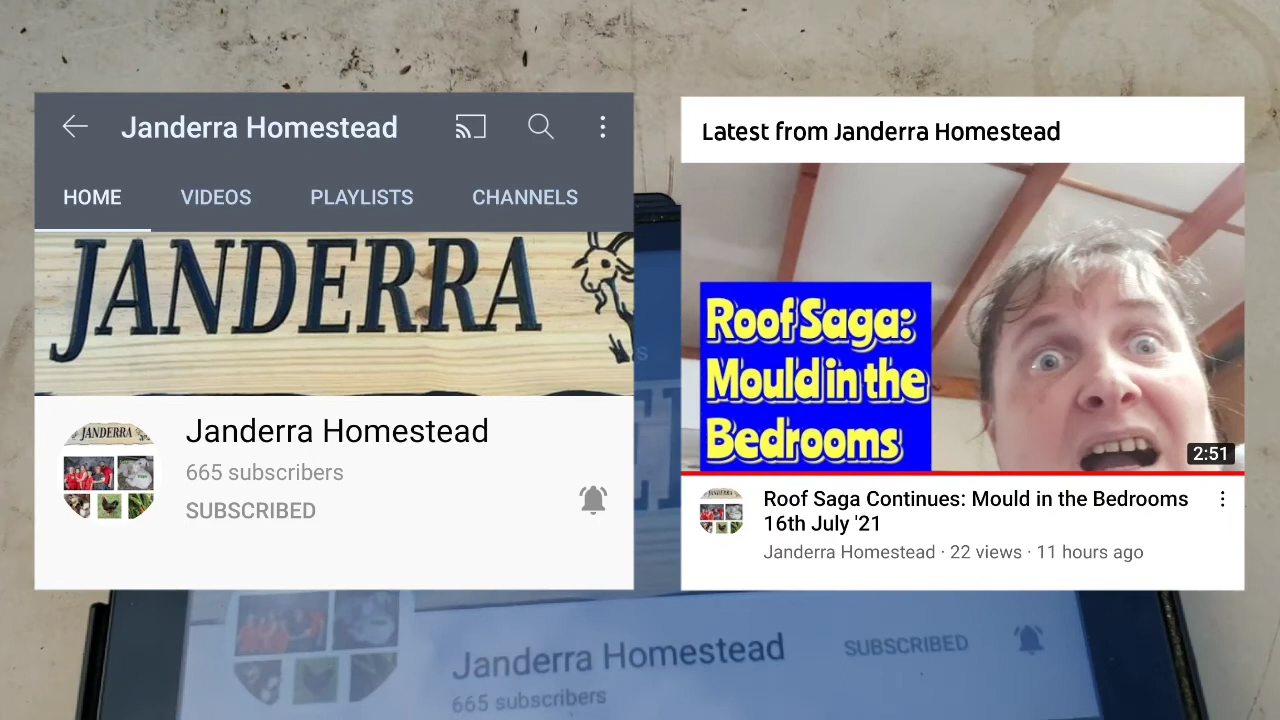 Janderra Homestead
HOME VIDEOS PLAYLISTS CHANNELS
JANDERRA
JANDERRA
Janderra Homestead
665 subscribers
SUBSCRIBED
Latest from Janderra Homestead
Roof Saga:
Mould in the
Bedrooms
2:51
JANDERRA
Roof Saga Continues: Mould in the Bedrooms
16th July '21
Janderra Homestead · 22 views · 11 hours ago
Janderra Homestead
SUBSCRIBED
665 subscribers